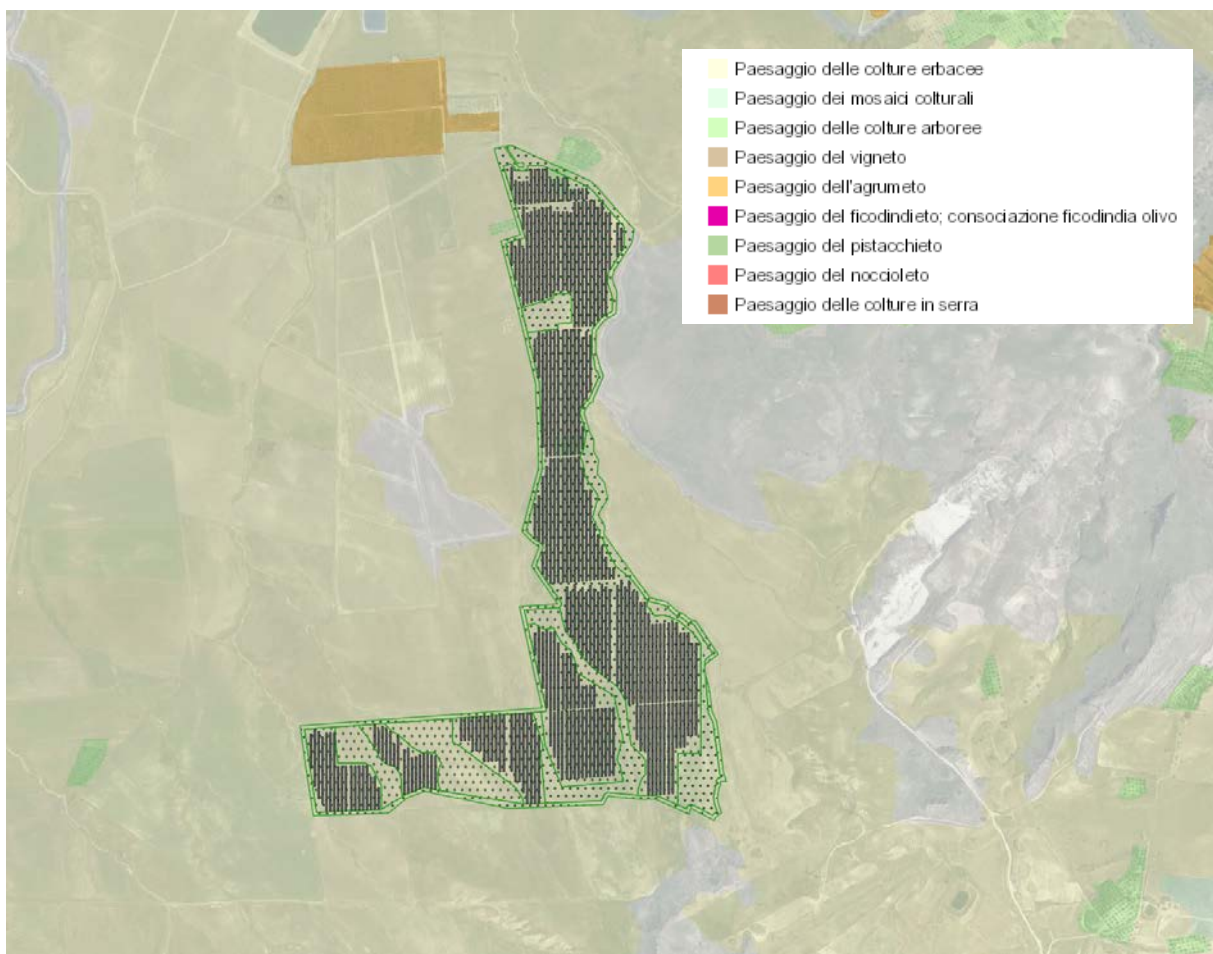 Paesaggio delle colture erbacee
Paesaggio dei mosaici colturali
Paesaggio delle colture arboree
Paesaggio del vigneto
Paesaggio dell'agrumeto
Paesaggio del ficodindieto; consociazione ficodindia olivo
Paesaggio del pistacchieto
Paesaggio del noccioleto
Paesaggio delle colture in serra